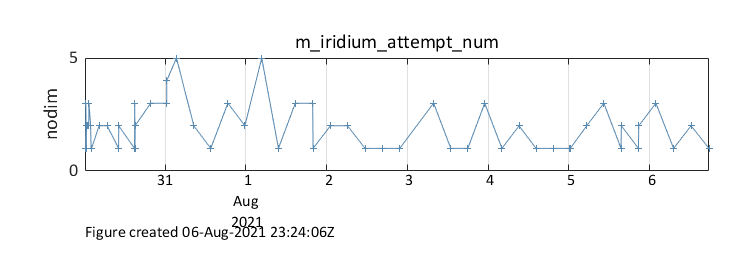 m_iridium_attempt_num
5
nodim
0
31 1 2 3 4 5 6
Aug
2021
Figure created 06-Aug-2021 23:24:06Z